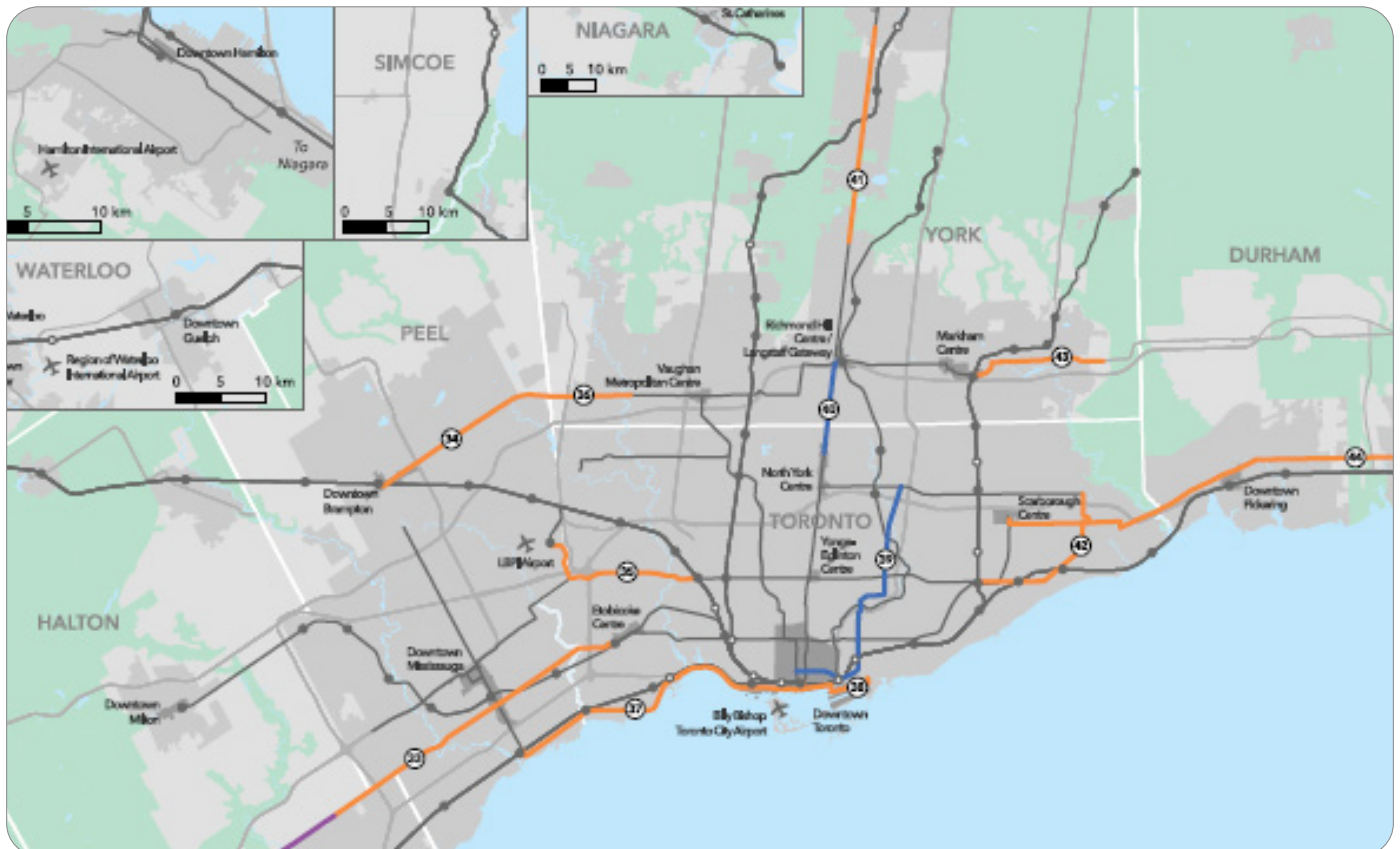 Downtown Hamilton
Hamilton International Airport
To
Niagara
5
10 km
SIMCOE
0
5
10 km
NIAGARA
St. Catharines
0
5
10 km
WATERLOO
Waterloo
Downtown
Guelph
Region of Waterloo
International Airport
0
5
10 km
PEEL
YORK
DURHAM
HALTON
TORONTO
41
Richmond Hill
Centre /
Langstaff Gateway
Markham
Centre
43
Vaughan
Metropolitan Centre
36
40
34
44
Downtown
Brampton
North York
Centre
Scarborough
Centre
Downtown
Pickering
LBPI Airport
35
Yonge
Eglinton
Centre
39
42
Etobicoke
Centre
Downtown
Mississauga
Downtown
Milton
37
38
Billy Bishop
Toronto City Airport
Downtown
Toronto
33